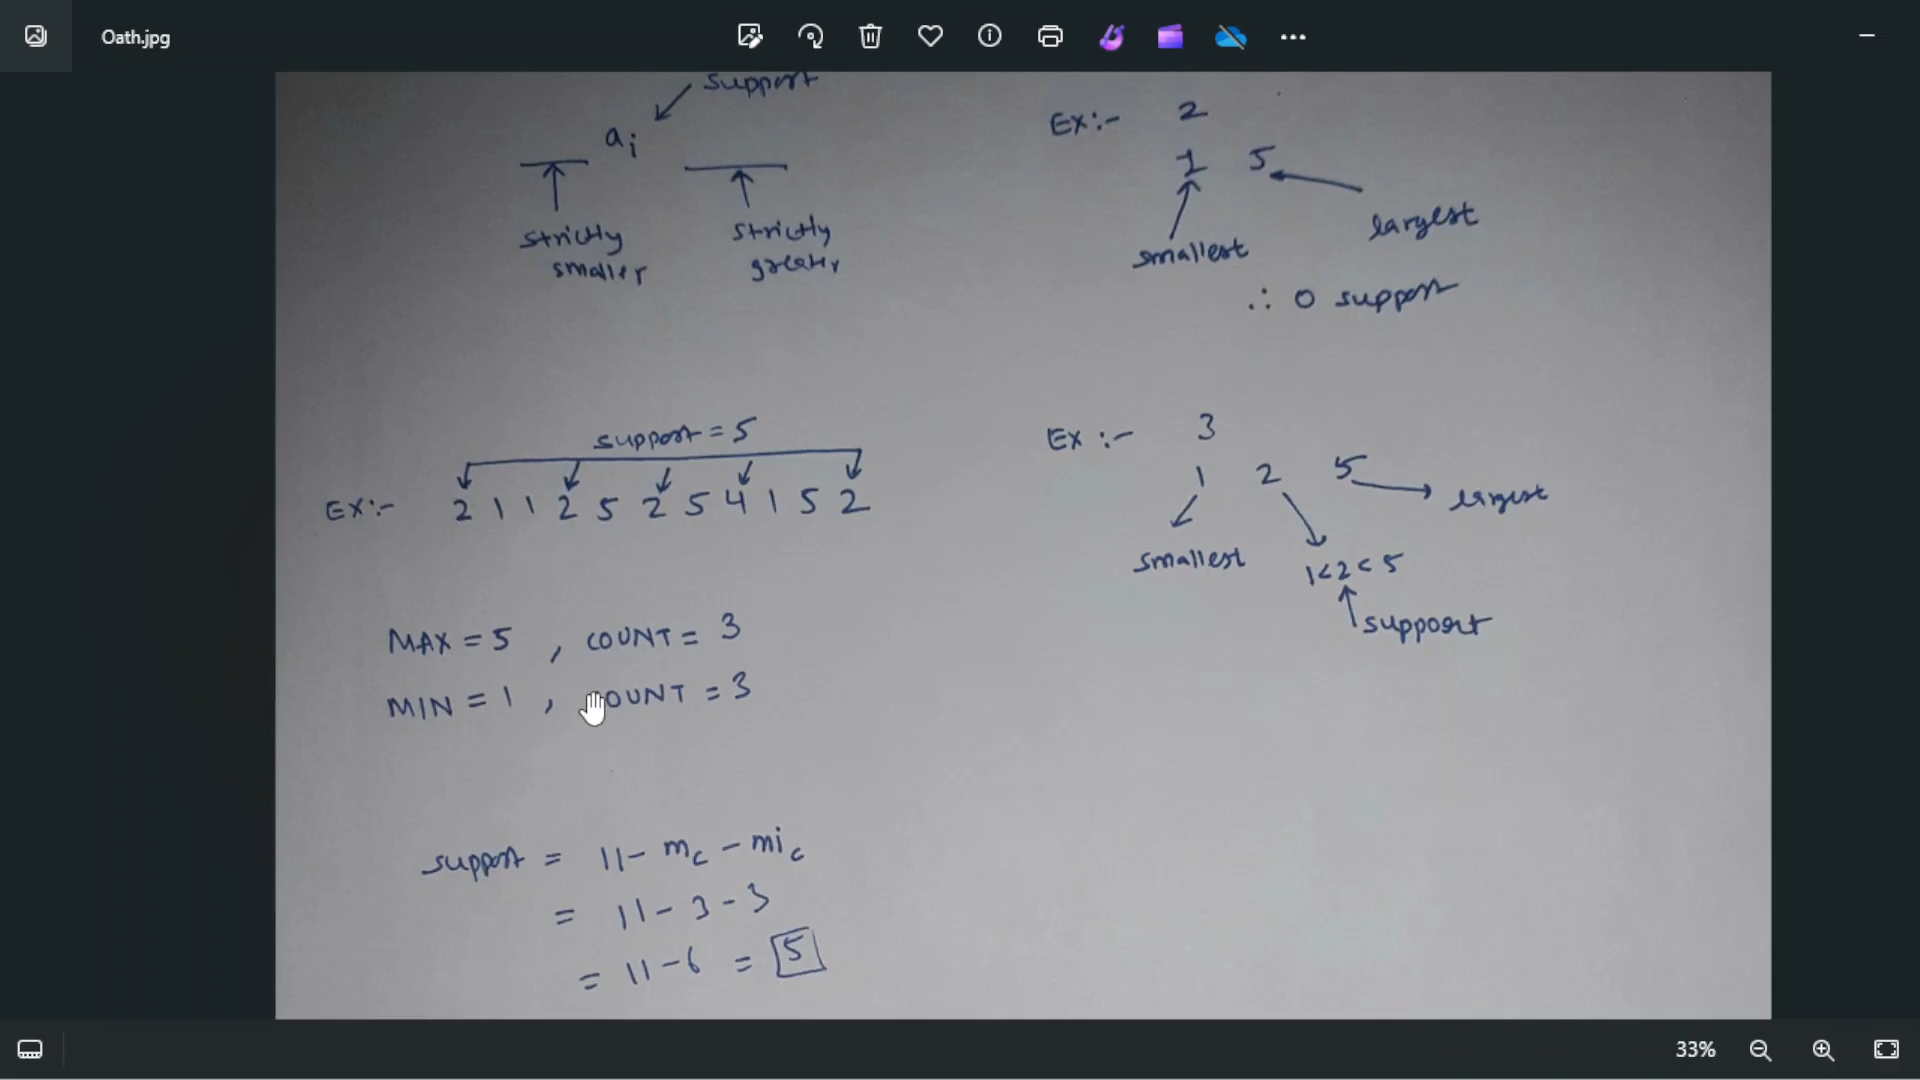 Oath.jpg
support
ai
strictly smaller
strictly greater
Ex:- 2
1 5
smallest
largest
∴ 0 support
support = 5
Ex:- 2 1 1 2 5 2 5 4 1 5 2
MAX = 5 , COUNT = 3
MIN = 1 , COUNT = 3
support = 11 - mc - mic
= 11 - 3 - 3
= 11 - 6 = 5
Ex :- 3
1 2 5
smallest
largest
1 < 2 < 5
support
33%